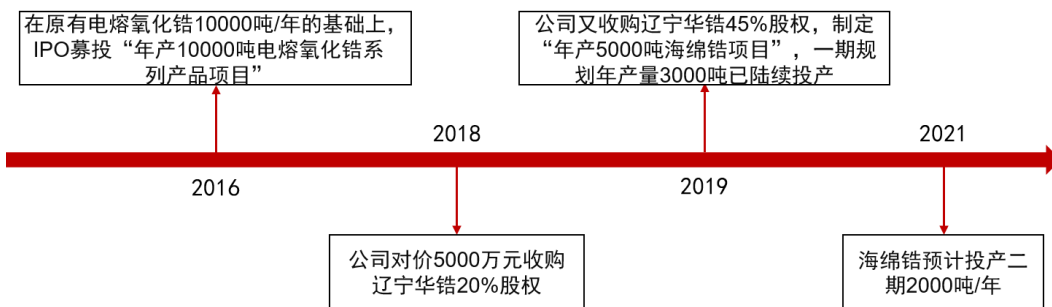 在原有电熔氧化锆10000吨/年的基础上，
IPO募投“年产10000吨电熔氧化锆系
列产品项目”
公司又收购辽宁华锆45%股权，制定
“年产5000吨海绵锆项目”，一期规
划年产量3000吨已陆续投产
2018
2021
2016
2019
公司对价5000万元收购
辽宁华锆20%股权
海绵锆预计投产二
期2000吨/年